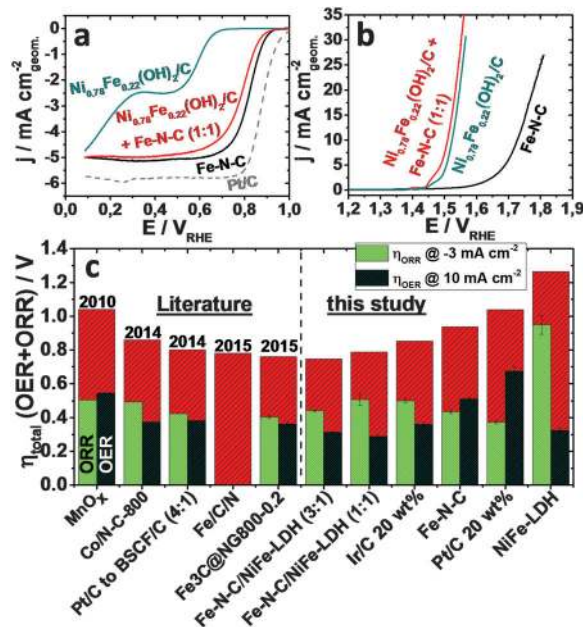 a
Ni0.78Fe0.22(OH)2/C
Ni0.78Fe0.22(OH)2/C
+ Fe-N-C (1:1)
Fe-N-C
Pt/C
j / mA cm-2geom.
0
-1
-2
-3
-4
-5
-6
0,0 0,2 0,4 0,6 0,8 1,0
E / VRHE
b
Ni0.78Fe0.22(OH)2/C +
Fe-N-C (1:1)
Ni0.78Fe0.22(OH)2/C
Fe-N-C
j / mA cm-2geom.
35
30
25
20
15
10
5
0
1,2 1,3 1,4 1,5 1,6 1,7 1,8 1,9
E / VRHE
c
ηORR @ -3 mA cm-2
ηOER @ 10 mA cm-2
Literature
this study
2010
2014
2014
2015
2015
ORR
OER
ηtotal (OER+ORR) / V
1.4
1.2
1.0
0.8
0.6
0.4
0.2
0.0
MnOx
Co/N-C-800
Pt/C to BSCF/C (4:1)
Fe/C/N
Fe3C@NG800-0.2
Fe-N-C/NiFe-LDH (3:1)
Fe-N-C/NiFe-LDH (1:1)
Ir/C 20 wt%
Fe-N-C
Pt/C 20 wt%
NiFe-LDH